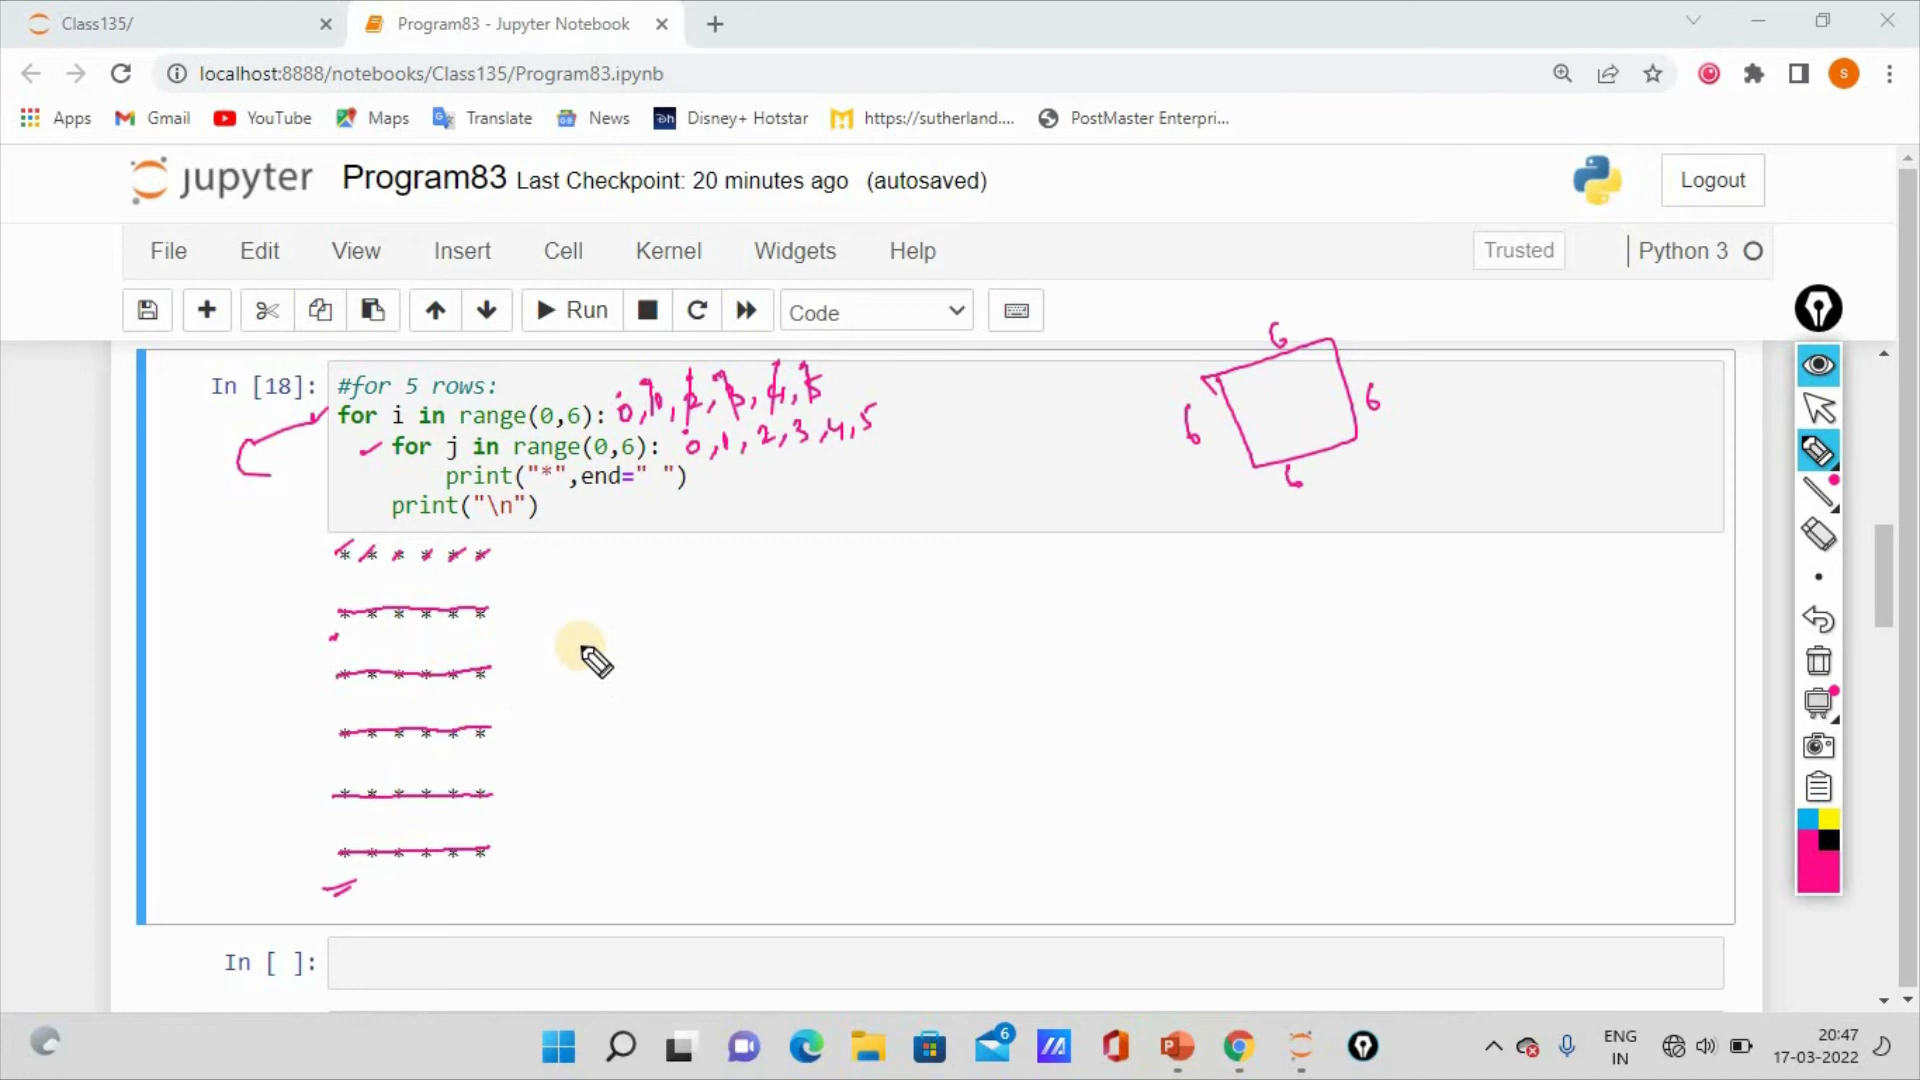 Class135/
Program83 - Jupyter Notebook
localhost:8888/notebooks/Class135/Program83.ipynb
S
Apps Gmail YouTube Maps Translate News Disney+ Hotstar https://sutherland.... PostMaster Enterpri...
jupyter Program83 Last Checkpoint: 20 minutes ago (autosaved) Logout
File Edit View Insert Cell Kernel Widgets Help Trusted Python 3
Run Code
In [18]: #for 5 rows:
for i in range(0,6): 0,1,2,3,4,5
for j in range(0,6): 0,1,2,3,4,5
print("*",end=" ")
print("\n")
6
6
6
6
* * * * * *
* * * * * *
* * * * * *
* * * * * *
* * * * * *
* * * * * *
In [ ]:
6
ENG
IN
20:47
17-03-2022